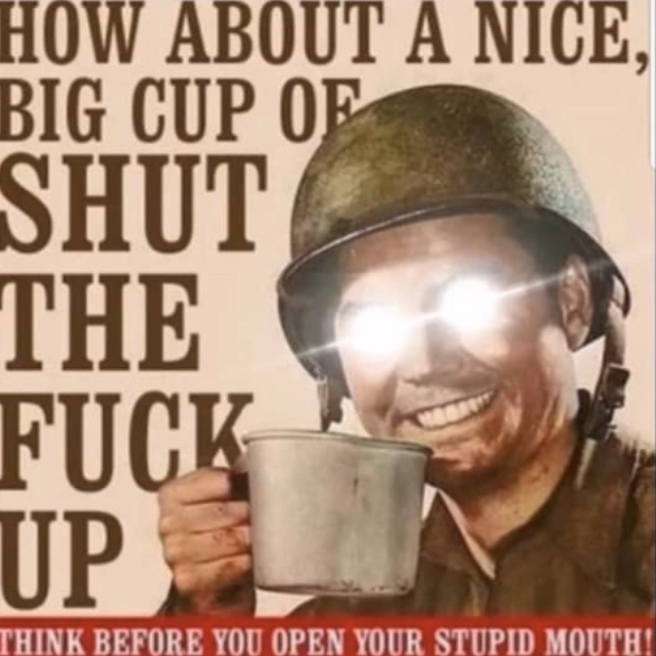 HOW ABOUT A NICE,
BIG CUP OF
SHUT
THE
FUCK
UP
THINK BEFORE YOU OPEN YOUR STUPID MOUTH!